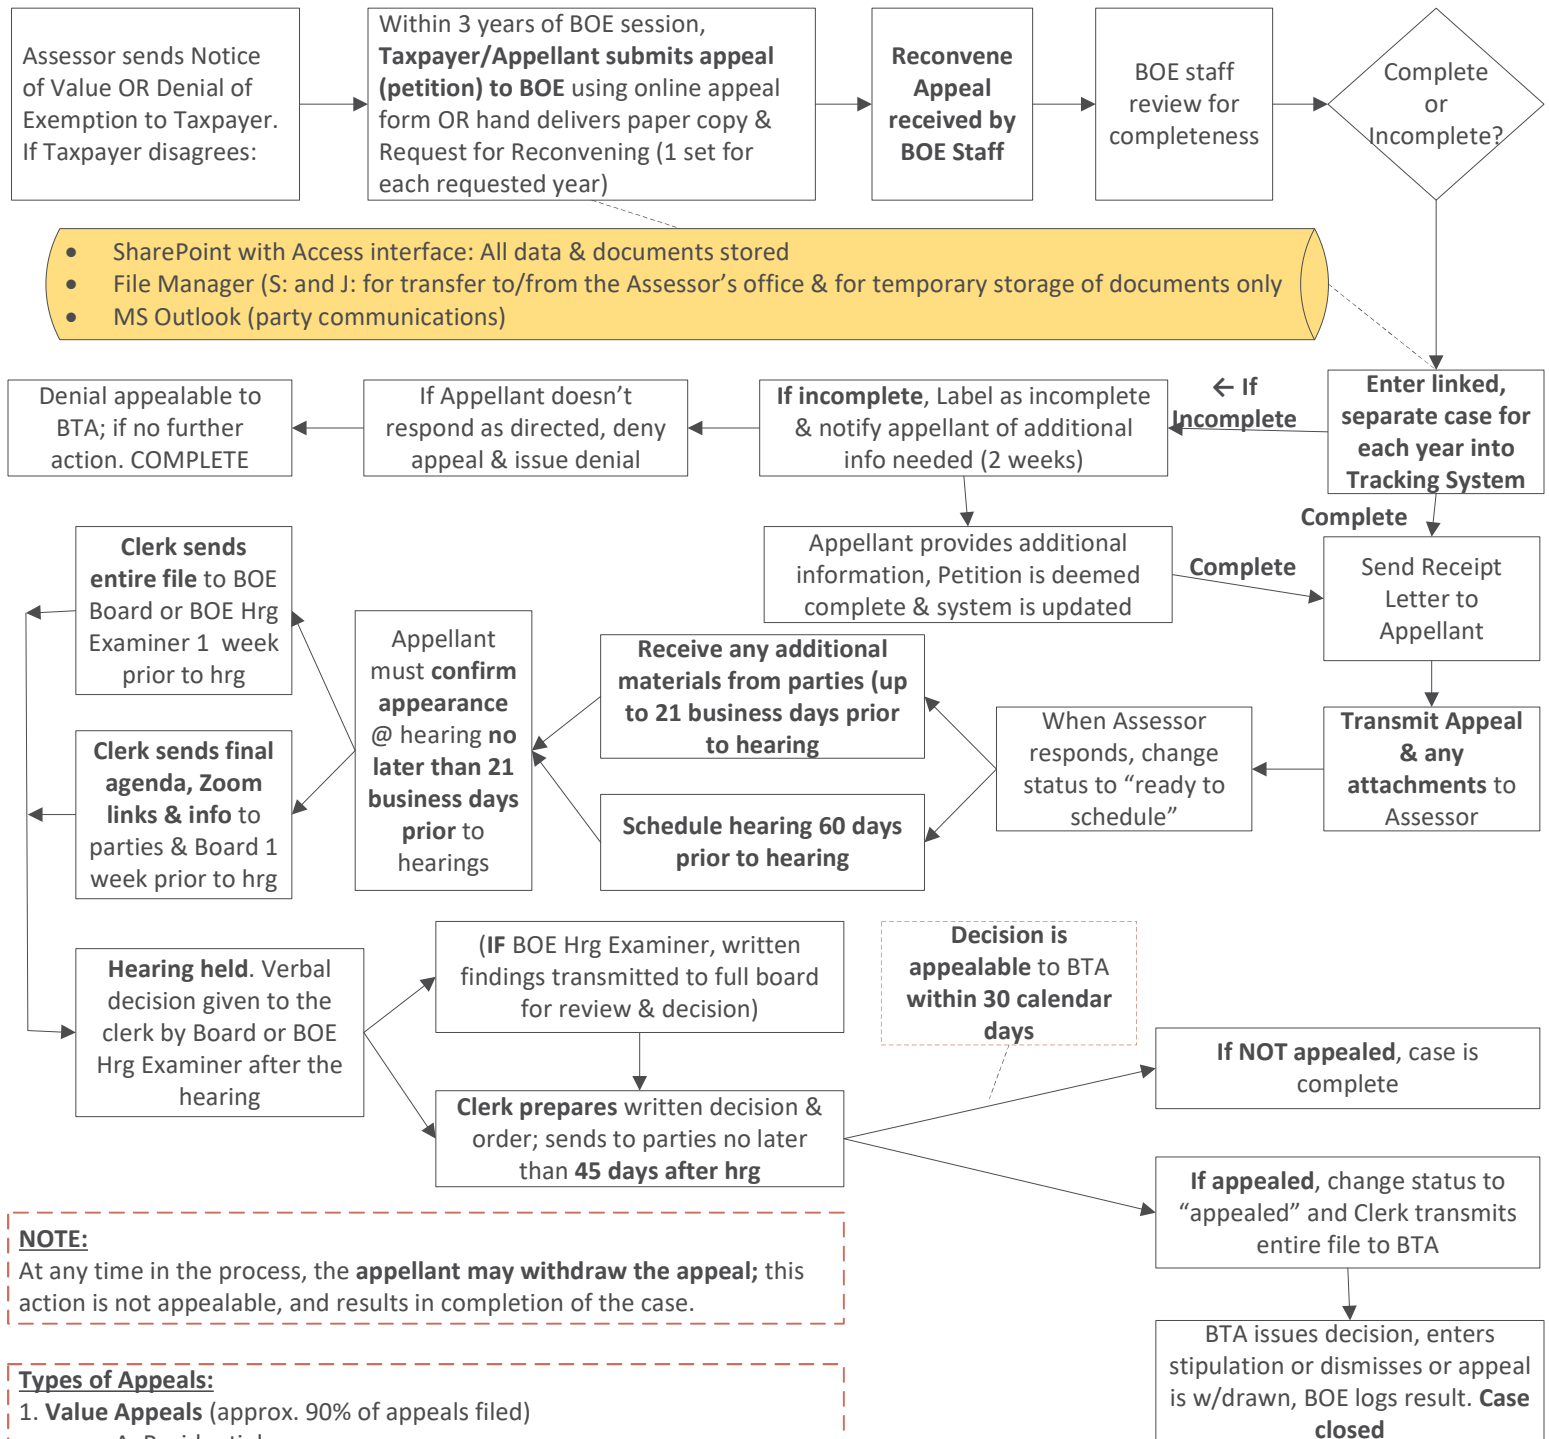 Assessor sends Notice
of Value OR Denial of
Exemption to Taxpayer.
If Taxpayer disagrees:
Within 3 years of BOE session,
Taxpayer/Appellant submits appeal
(petition) to BOE using online appeal
form OR hand delivers paper copy &
Request for Reconvening (1 set for
each requested year)
Reconvene
Appeal
received by
BOE Staff
BOE staff
review for
completeness
Complete
or
Incomplete?
• SharePoint with Access interface: All data & documents stored
• File Manager (S: and J: for transfer to/from the Assessor’s office & for temporary storage of documents only
• MS Outlook (party communications)
Enter linked,
separate case for
each year into
Tracking System
← If
Incomplete
If incomplete, Label as incomplete
& notify appellant of additional
info needed (2 weeks)
If Appellant doesn’t
respond as directed, deny
appeal & issue denial
Denial appealable to
BTA; if no further
action. COMPLETE
Complete
Appellant provides additional
information, Petition is deemed
complete & system is updated
Complete
Send Receipt
Letter to
Appellant
Transmit Appeal
& any
attachments to
Assessor
When Assessor
responds, change
status to “ready to
schedule”
Receive any additional
materials from parties (up
to 21 business days prior
to hearing
Schedule hearing 60 days
prior to hearing
Appellant
must confirm
appearance
@ hearing no
later than 21
business days
prior to
hearings
Clerk sends
entire file to BOE
Board or BOE Hrg
Examiner 1 week
prior to hrg
Clerk sends final
agenda, Zoom
links & info to
parties & Board 1
week prior to hrg
Hearing held. Verbal
decision given to the
clerk by Board or BOE
Hrg Examiner after the
hearing
(IF BOE Hrg Examiner, written
findings transmitted to full board
for review & decision)
Clerk prepares written decision &
order; sends to parties no later
than 45 days after hrg
Decision is
appealable to BTA
within 30 calendar
days
If NOT appealed, case is
complete
If appealed, change status to
“appealed” and Clerk transmits
entire file to BTA
BTA issues decision, enters
stipulation or dismisses or appeal
is w/drawn, BOE logs result. Case
closed
NOTE:
At any time in the process, the appellant may withdraw the appeal; this
action is not appealable, and results in completion of the case.
Types of Appeals:
1. Value Appeals (approx. 90% of appeals filed)